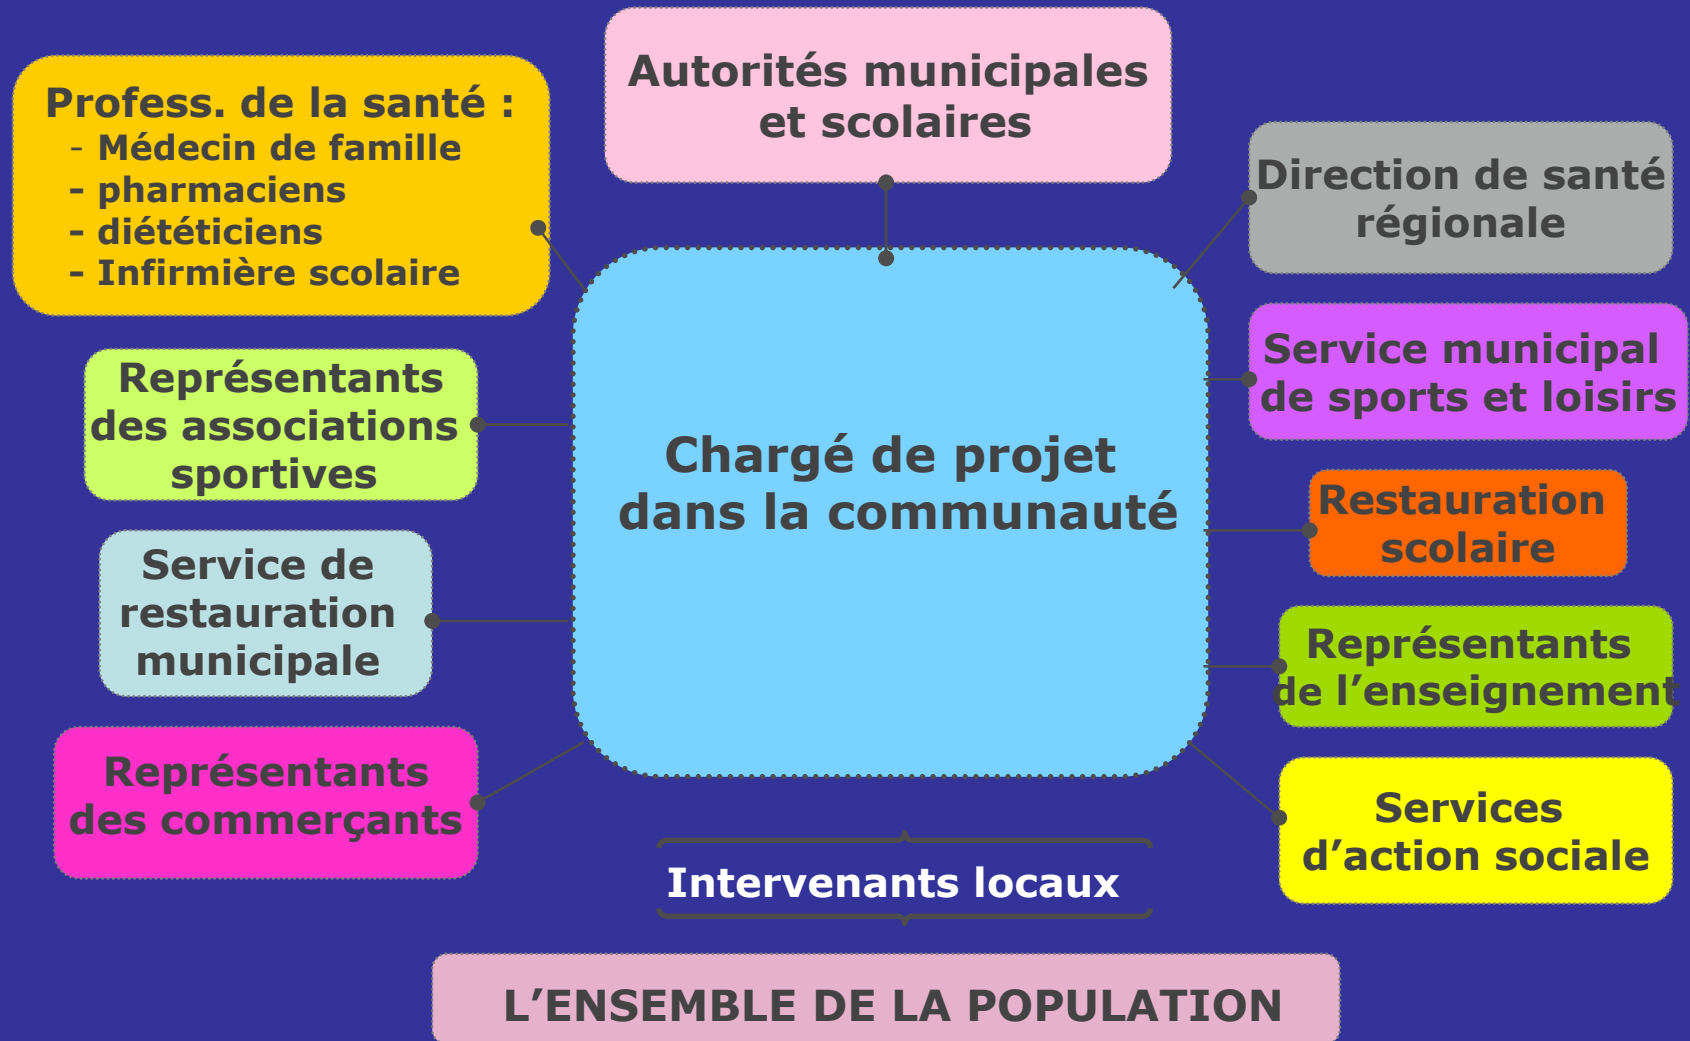 Autorités municipales
et scolaires
Profess. de la santé :
- Médecin de famille
- pharmaciens
- diététiciens
- Infirmière scolaire
Direction de santé
régionale
Représentants
des associations
sportives
Service municipal
de sports et loisirs
Chargé de projet
dans la communauté
Restauration
scolaire
Service de
restauration
municipale
Représentants
de l’enseignement
Représentants
des commerçants
Services
d’action sociale
Intervenants locaux
L’ENSEMBLE DE LA POPULATION